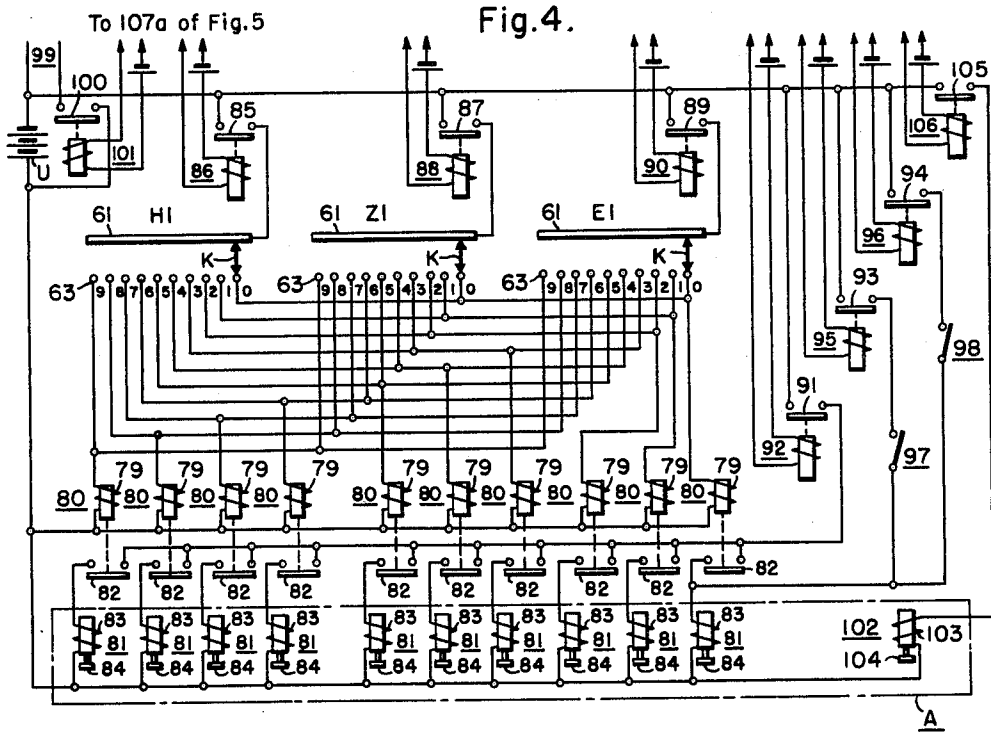 To 107a of Fig.5
Fig.4.
99
100
101
U
85
86
87
88
89
90
105
106
94
96
93
95
98
91
92
97
61 H1
61 Z1
61 E1
K
K
K
63 9 8 7 6 5 4 3 2 1 0
63 9 8 7 6 5 4 3 2 1 0
63 9 8 7 6 5 4 3 2 1 0
79 79 79 79 79 79 79 79 79 79
80 80 80 80 80 80 80 80 80 80
82 82 82 82 82 82 82 82 82 82
83 83 83 83 83 83 83 83 83 83
81 81 81 81 81 81 81 81 81 81
84 84 84 84 84 84 84 84 84 84
102
103
104
A